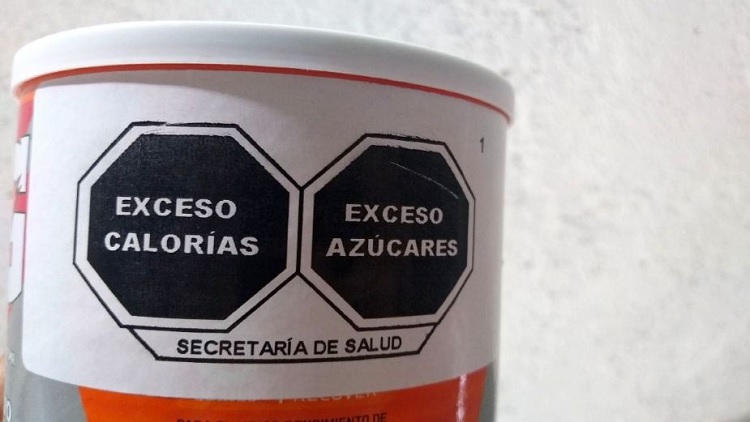 1
EXCESO
CALORÍAS
EXCESO
AZÚCARES
SECRETARÍA DE SALUD